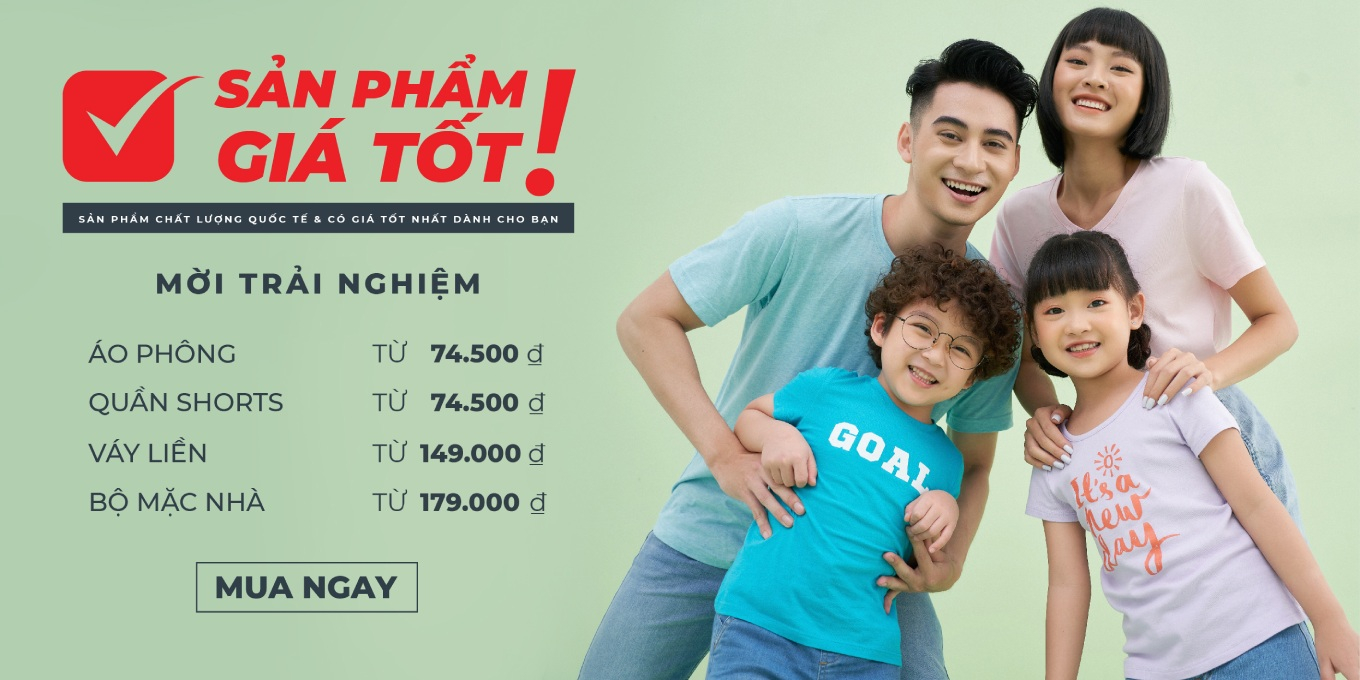 SẢN PHẨM
GIÁ TỐT!
SẢN PHẨM CHẤT LƯỢNG QUỐC TẾ & CÓ GIÁ TỐT NHẤT DÀNH CHO BẠN
MỜI TRẢI NGHIỆM
ÁO PHÔNG TỪ 74.500 ₫
QUẦN SHORTS TỪ 74.500 ₫
VÁY LIỀN TỪ 149.000 ₫
BỘ MẶC NHÀ TỪ 179.000 ₫
MUA NGAY
GOAL
It's a
new
day